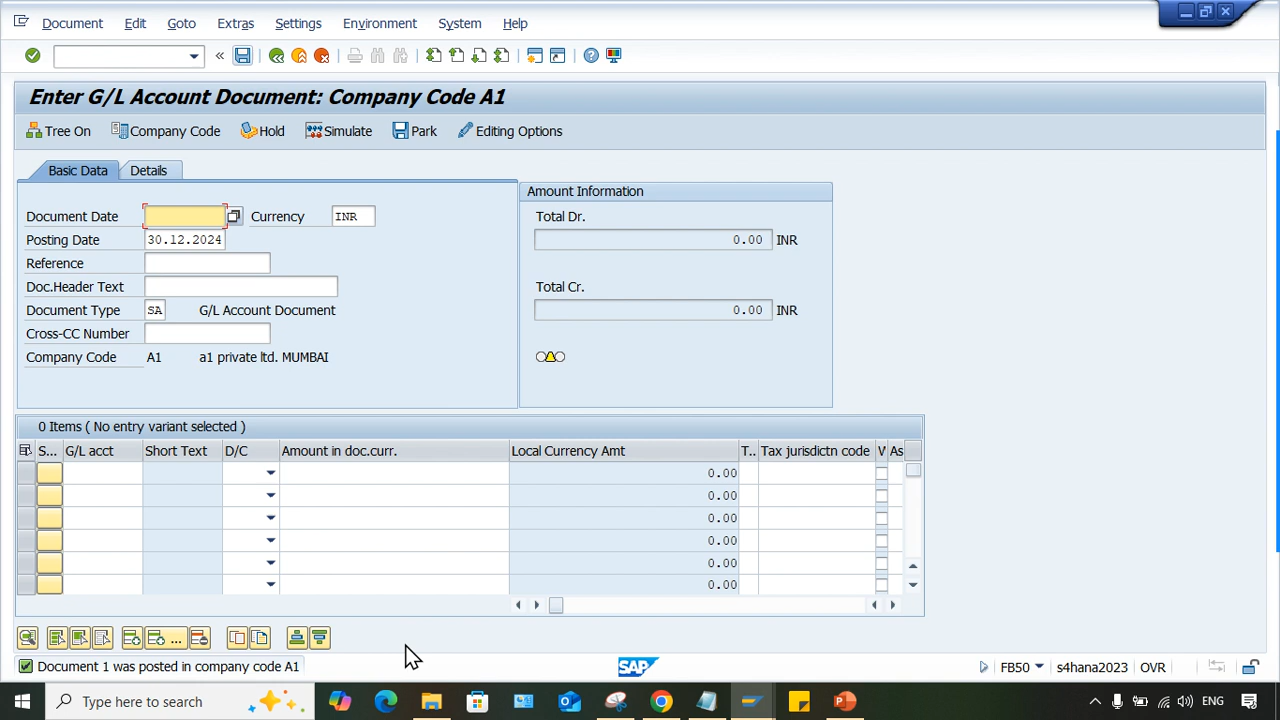 Document Edit Goto Extras Settings Environment System Help
«
Enter G/L Account Document: Company Code A1
Tree On Company Code Hold Simulate Park Editing Options
Basic Data Details
Amount Information
Document Date Currency INR
Total Dr.
Posting Date 30.12.2024
0.00 INR
Reference
Doc.Header Text
Total Cr.
Document Type SA G/L Account Document
0.00 INR
Cross-CC Number
Company Code A1 a1 private ltd. MUMBAI
0 Items ( No entry variant selected )
S... G/L acct Short Text D/C Amount in doc.curr. Local Currency Amt T.. Tax jurisdictn code V As
0.00
0.00
0.00
0.00
0.00
0.00
...
Document 1 was posted in company code A1
SAP
FB50 s4hana2023 OVR
Type here to search
ENG